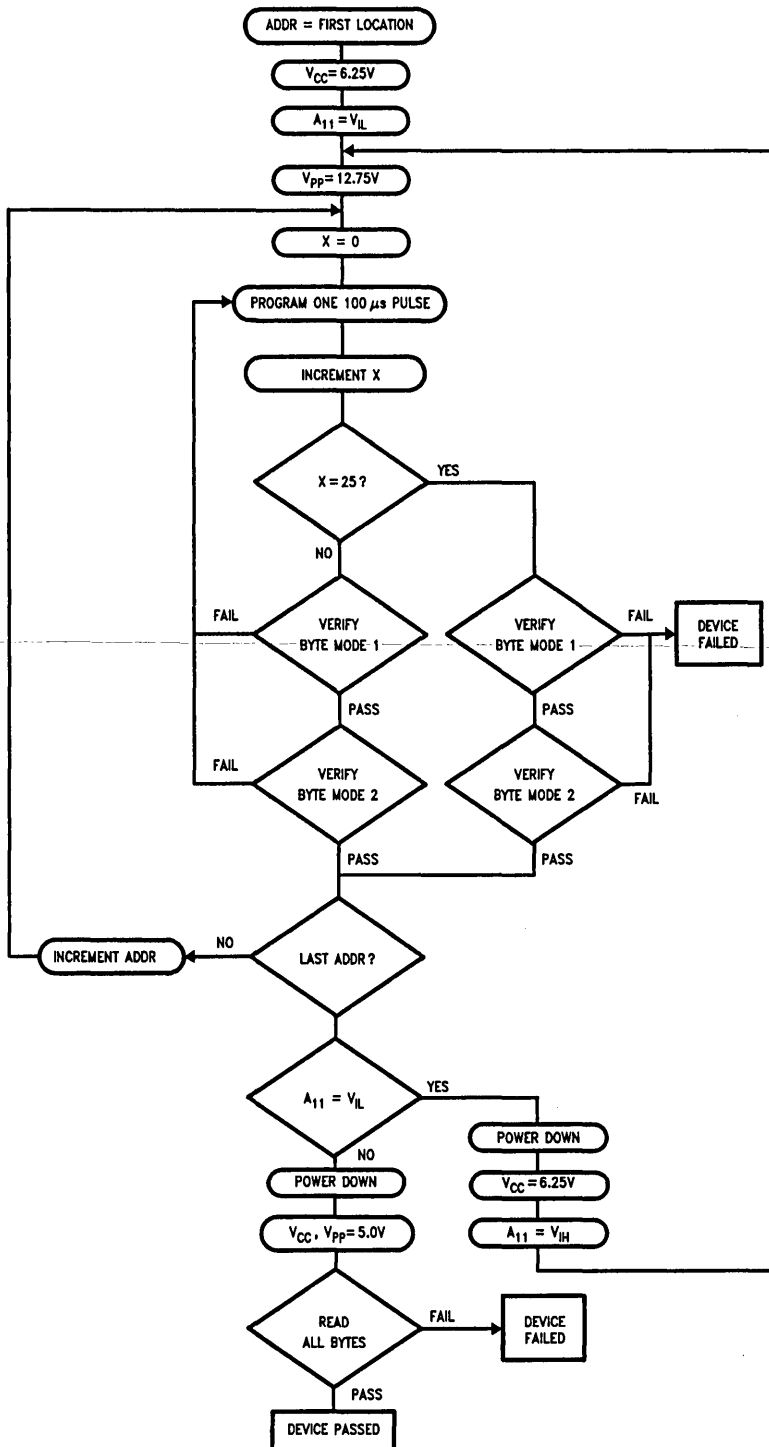 ADDR = FIRST LOCATION
VCC=6.25V
A11=VIL
VPP=12.75V
X = 0
PROGRAM ONE 100 μs PULSE
INCREMENT X
X=25?
YES
NO
FAIL
VERIFY
BYTE MODE 1
VERIFY
BYTE MODE 1
FAIL
DEVICE
FAILED
PASS
PASS
FAIL
VERIFY
BYTE MODE 2
VERIFY
BYTE MODE 2
FAIL
PASS
PASS
INCREMENT ADDR
NO
LAST ADDR?
A11 = VIL
YES
NO
POWER DOWN
POWER DOWN
VCC=6.25V
VCC, VPP=5.0V
A11 = VIH
READ
ALL BYTES
FAIL
DEVICE
FAILED
PASS
DEVICE PASSED